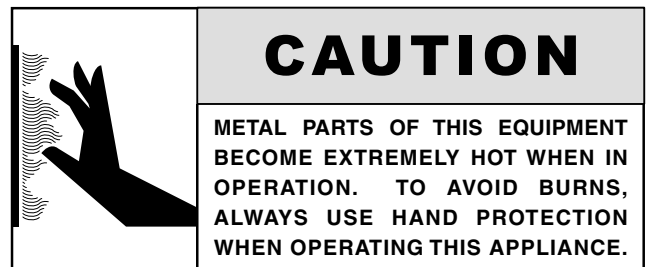 CAUTION
METAL PARTS OF THIS EQUIPMENT
BECOME EXTREMELY HOT WHEN IN
OPERATION. TO AVOID BURNS,
ALWAYS USE HAND PROTECTION
WHEN OPERATING THIS APPLIANCE.